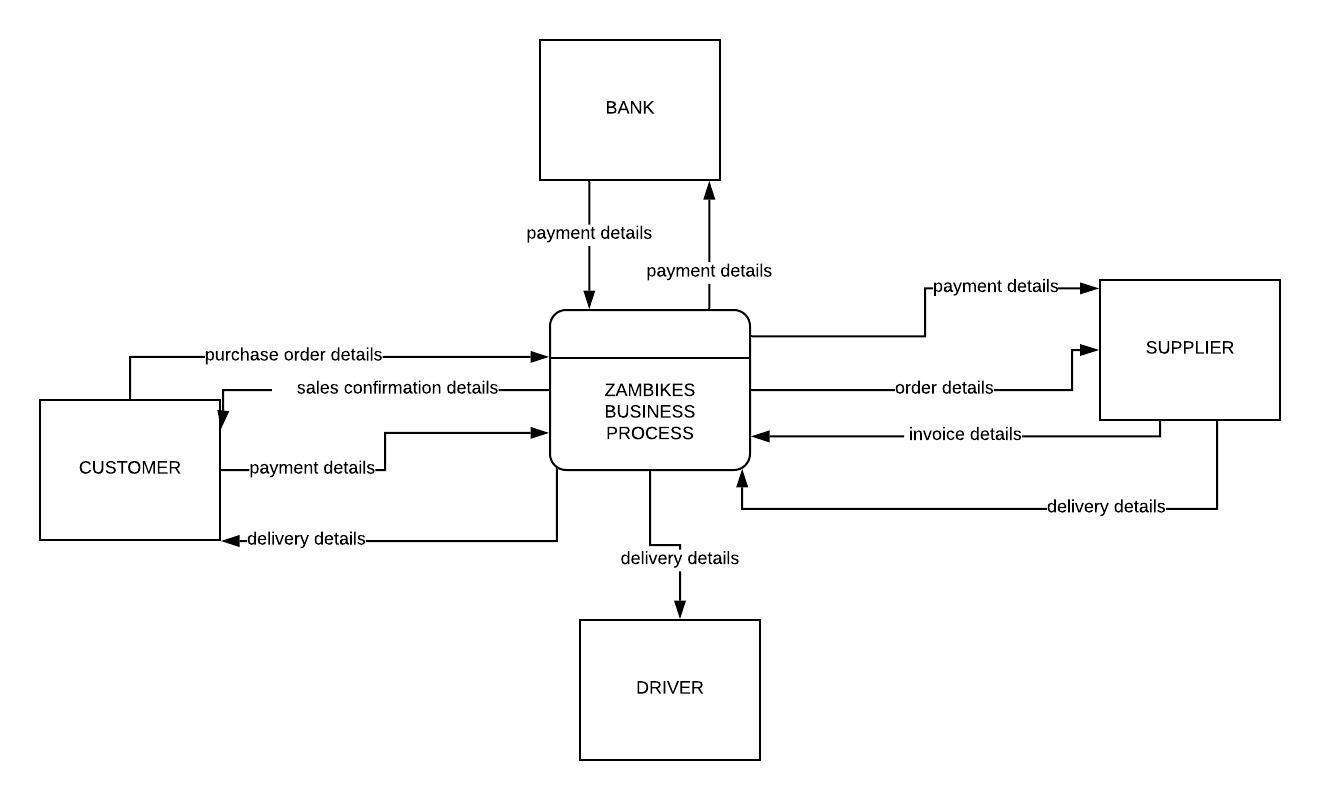 BANK
payment details
payment details
payment details
SUPPLIER
purchase order details
sales confirmation details
order details
ZAMBIKES
BUSINESS
PROCESS
invoice details
CUSTOMER
payment details
delivery details
delivery details
delivery details
DRIVER